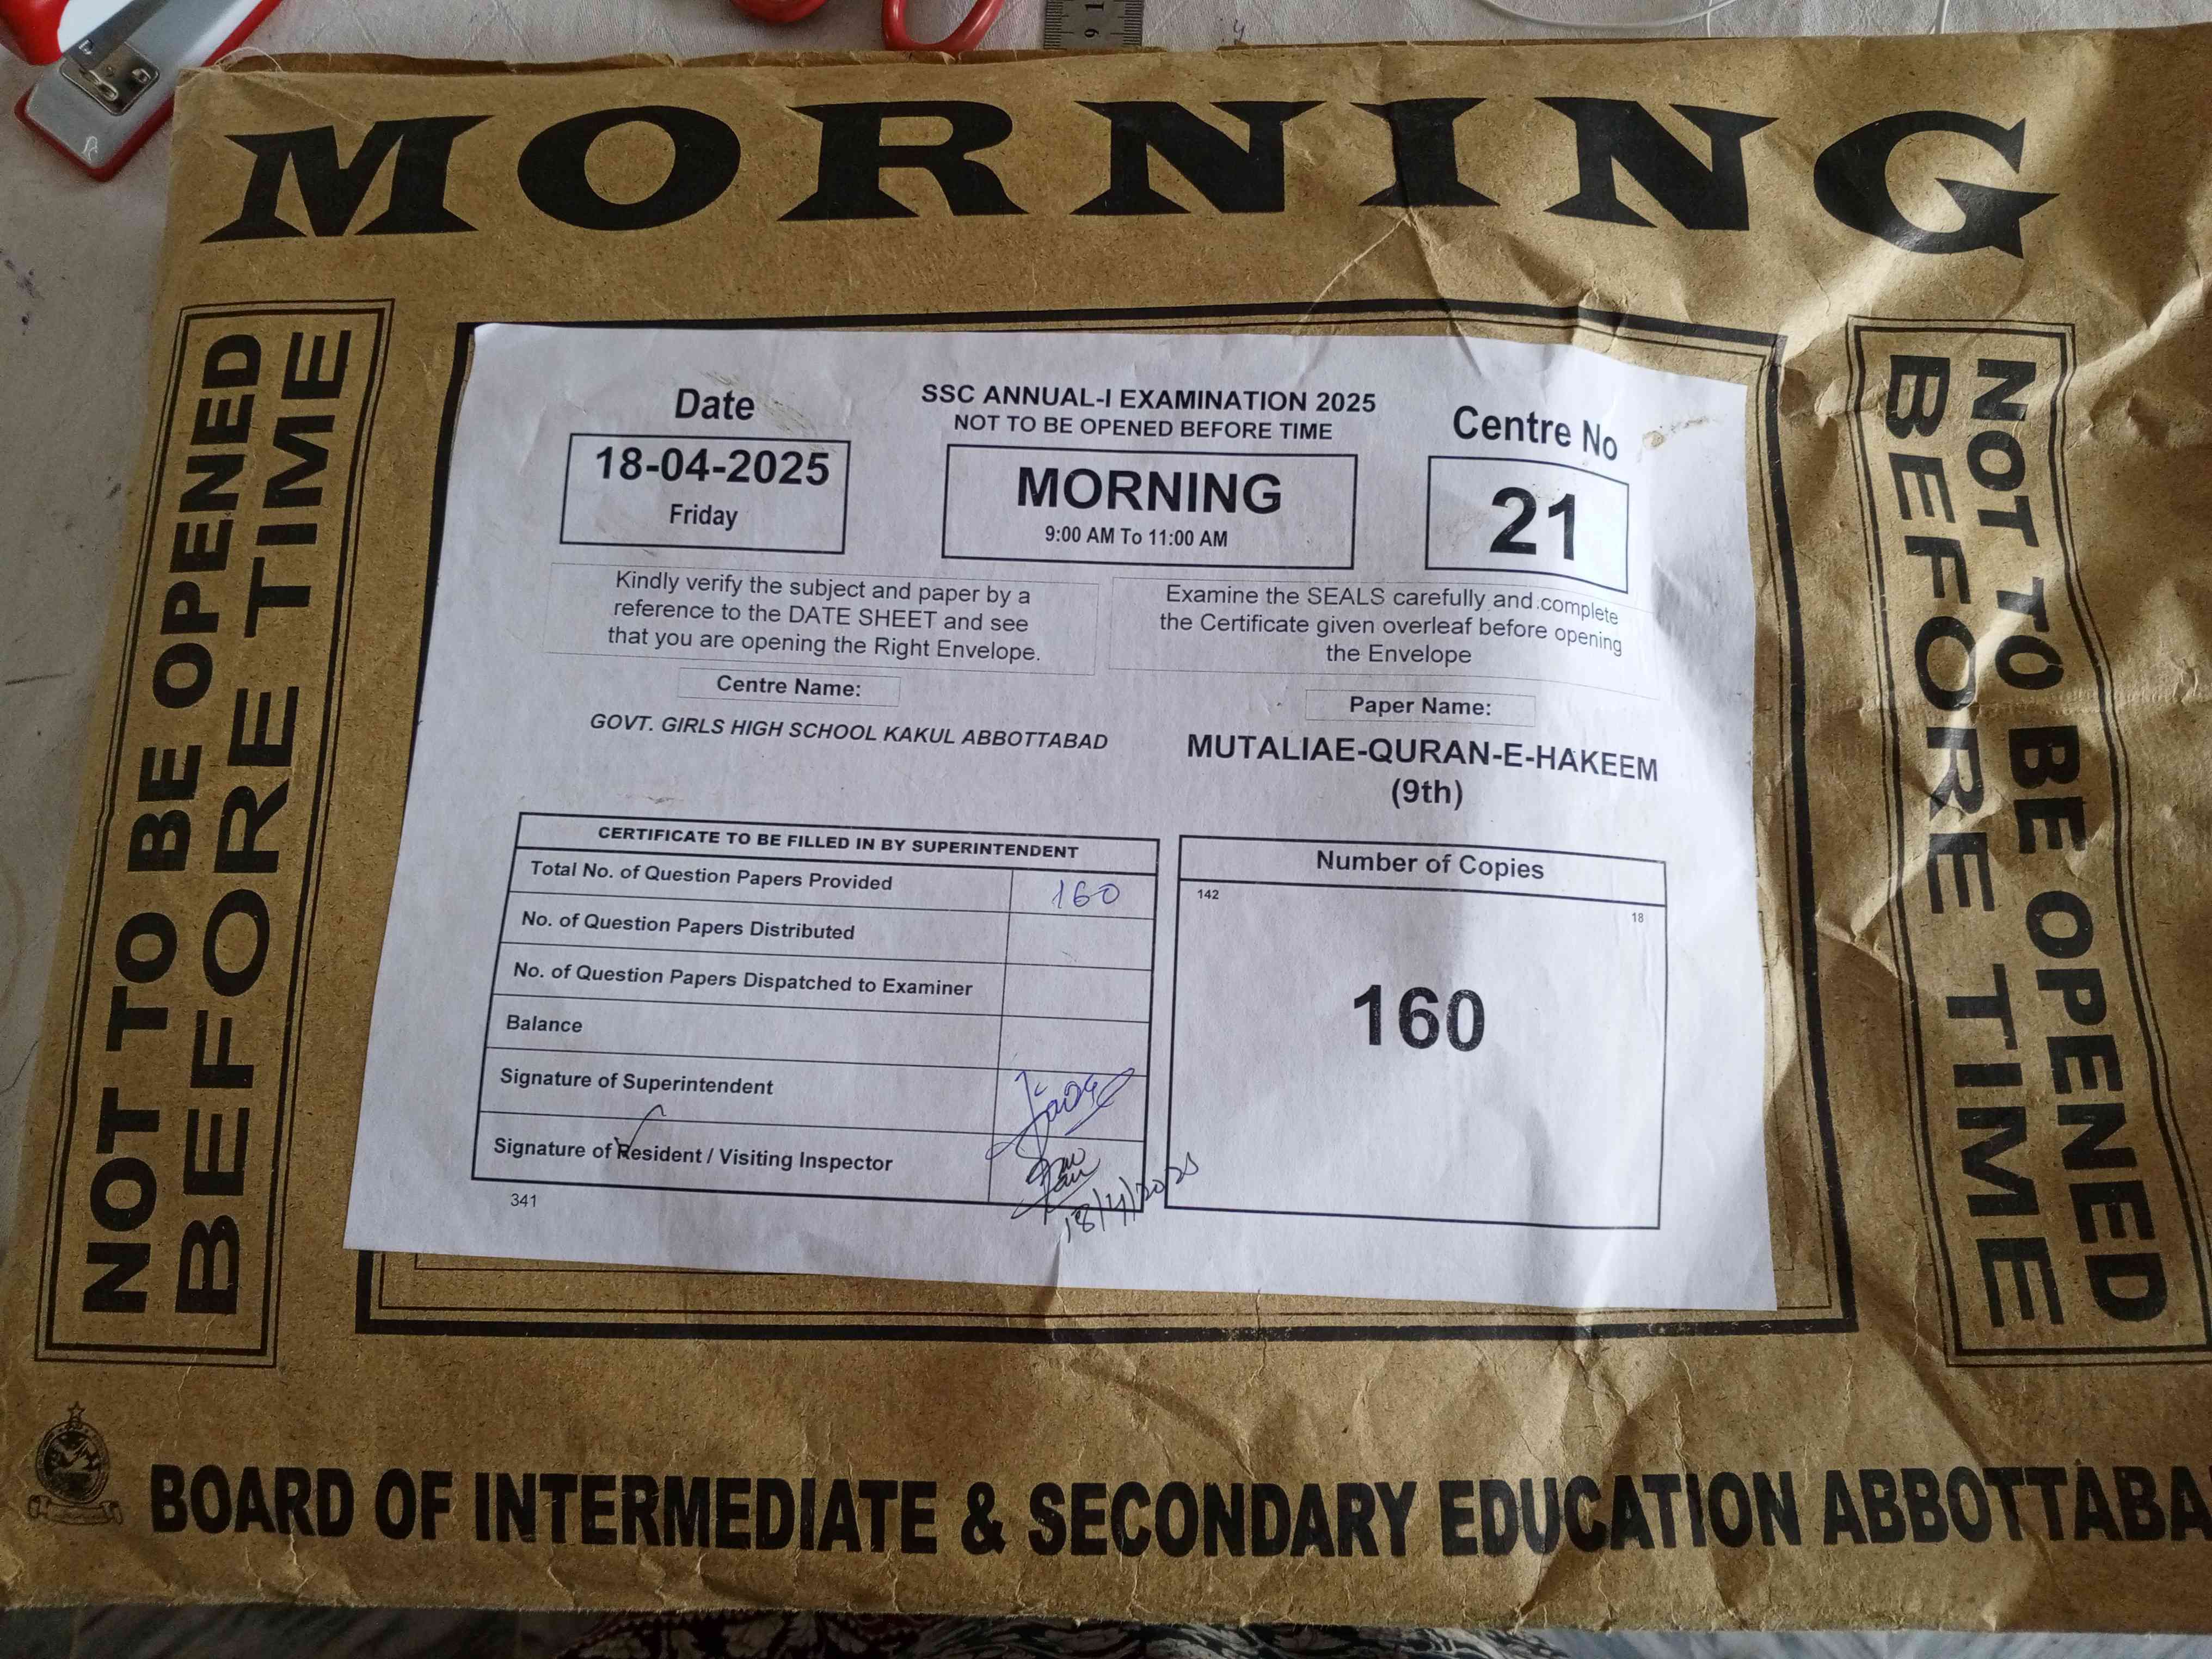 MORNING
NOT TO BE OPENED
BEFORE TIME
Date
18-04-2025
Friday
SSC ANNUAL-I EXAMINATION 2025
NOT TO BE OPENED BEFORE TIME
MORNING
9:00 AM To 11:00 AM
Centre No
21
Kindly verify the subject and paper by a
reference to the DATE SHEET and see
that you are opening the Right Envelope.
Examine the SEALS carefully and complete
the Certificate given overleaf before opening
the Envelope
Centre Name:
GOVT. GIRLS HIGH SCHOOL KAKUL ABBOTTABAD
Paper Name:
MUTALIAE-QURAN-E-HAKEEM
(9th)
CERTIFICATE TO BE FILLED IN BY SUPERINTENDENT
Total No. of Question Papers Provided 160
No. of Question Papers Distributed
No. of Question Papers Dispatched to Examiner
Balance
Signature of Superintendent
Signature of Resident / Visiting Inspector
18/4/2025
341
Number of Copies
142
18
160
NOT TO BE OPENED
BEFORE TIME
BOARD OF INTERMEDIATE & SECONDARY EDUCATION ABBOTTABA